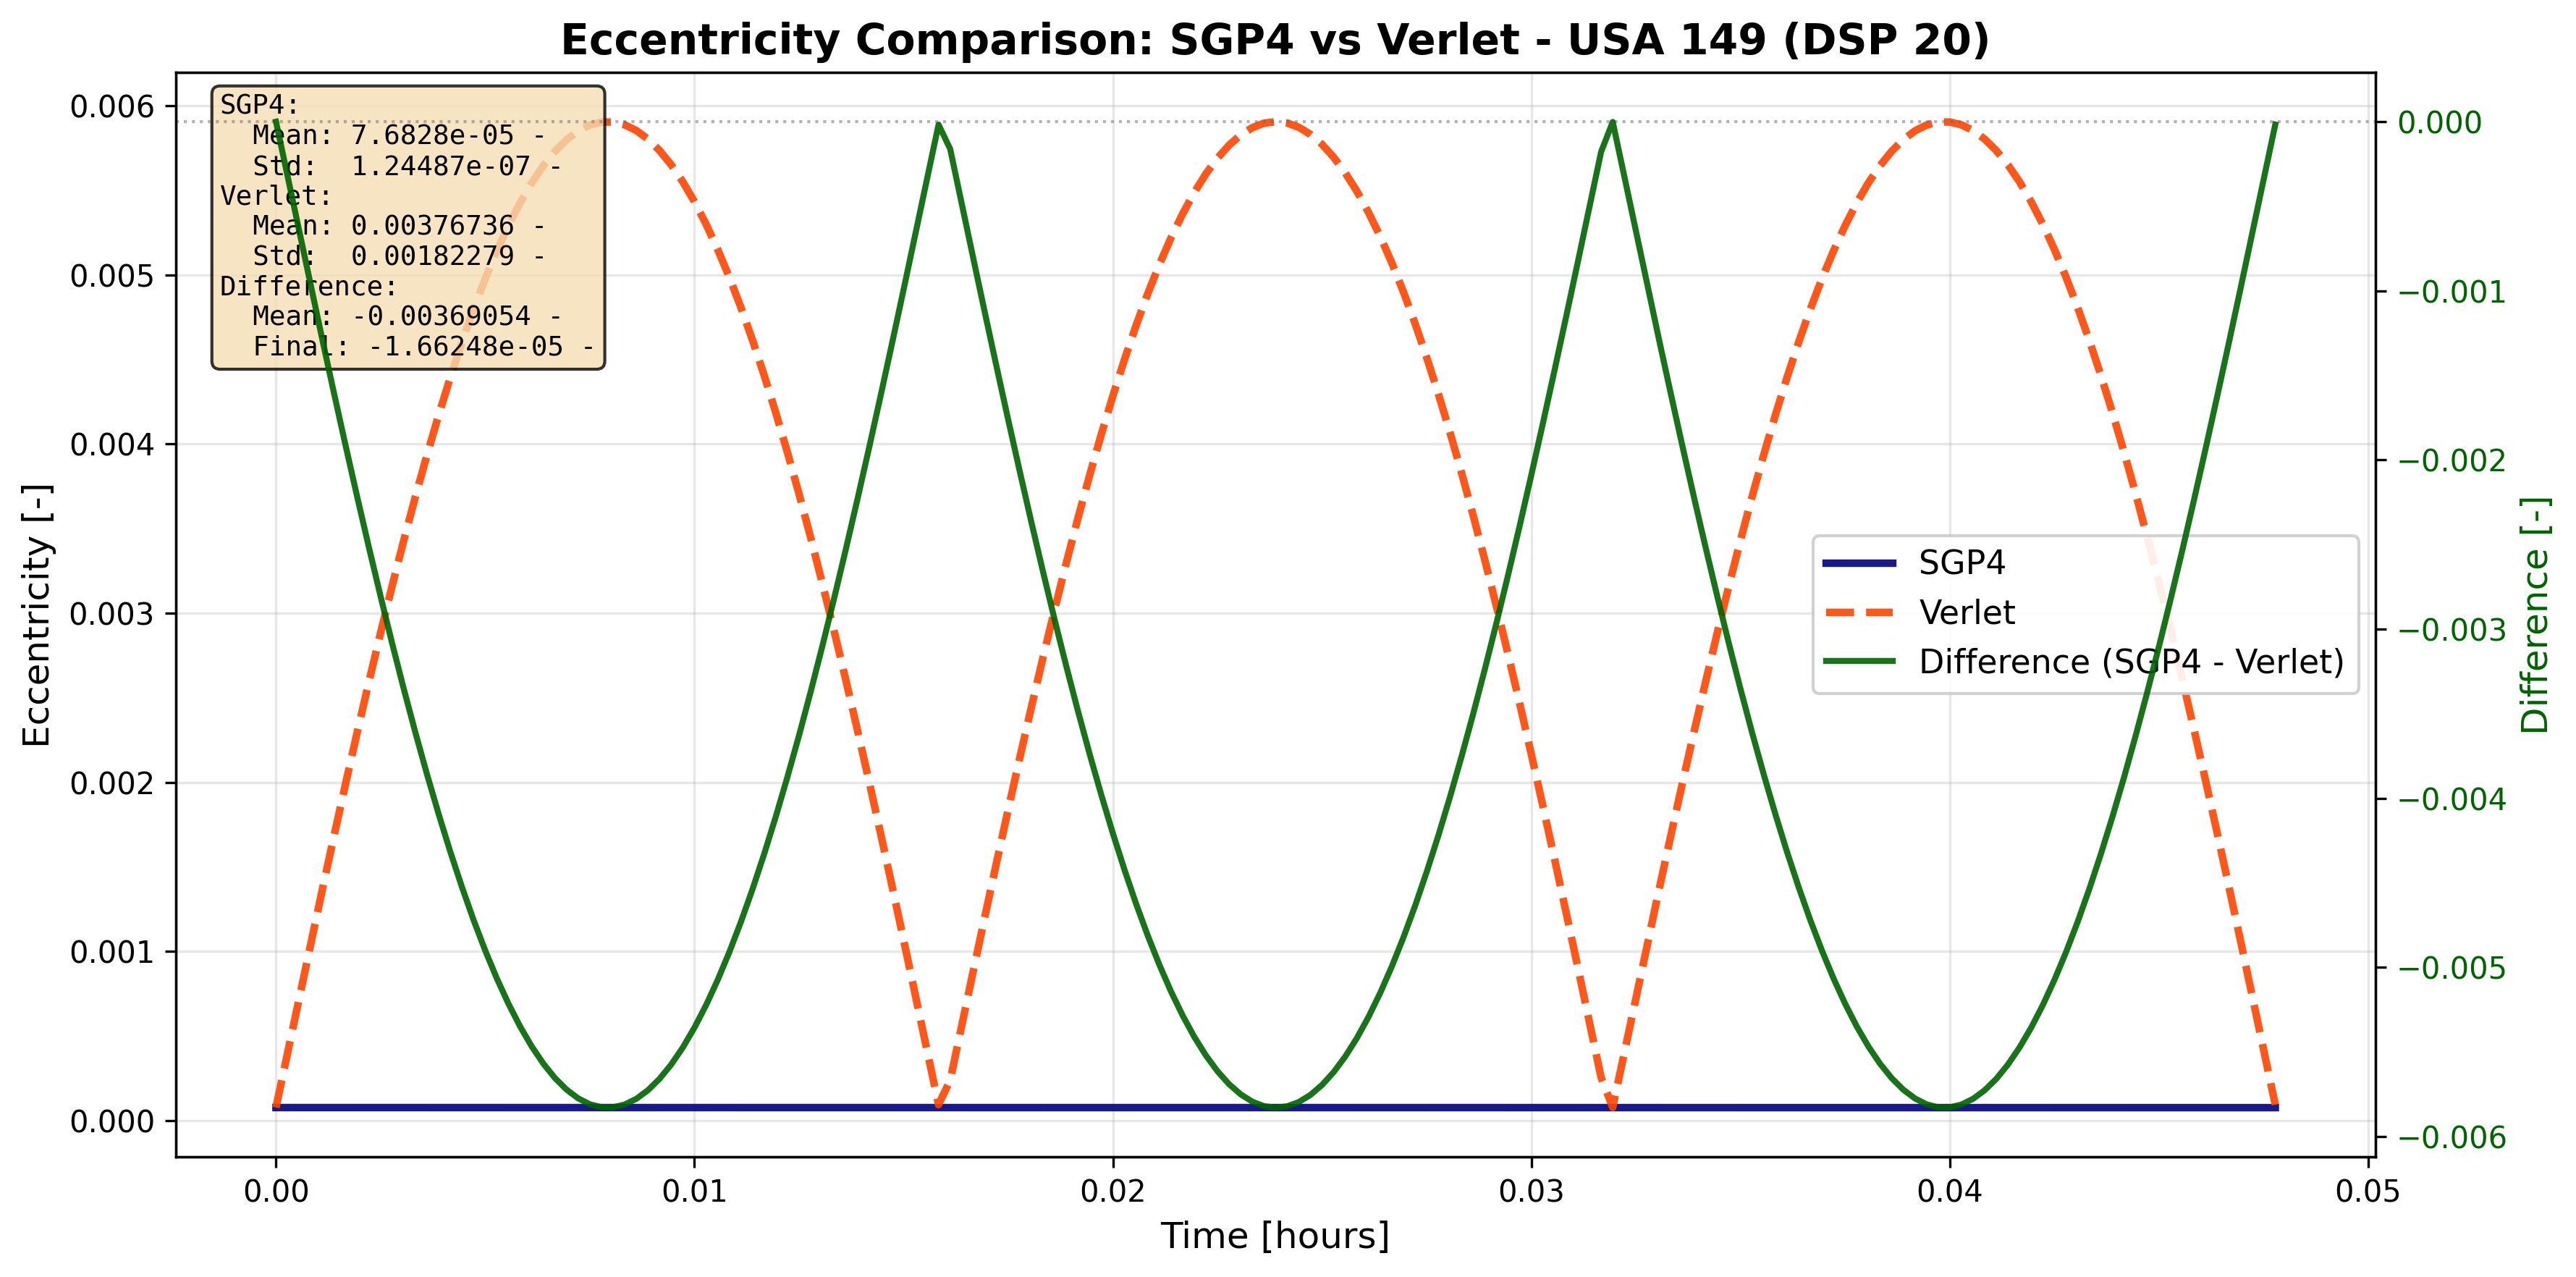 Eccentricity Comparison: SGP4 vs Verlet - USA 149 (DSP 20)
SGP4:
Mean: 7.6828e-05 -
Std: 1.24487e-07 -
Verlet:
Mean: 0.00376736 -
Std: 0.00182279 -
Difference:
Mean: -0.00369054 -
Final: -1.66248e-05 -
Eccentricity [-]
0.006
0.005
0.004
0.003
0.002
0.001
0.000
SGP4
Verlet
Difference (SGP4 - Verlet)
0.000
−0.001
−0.002
−0.003
−0.004
−0.005
−0.006
Difference [-]
0.00
0.01
0.02
0.03
0.04
0.05
Time [hours]